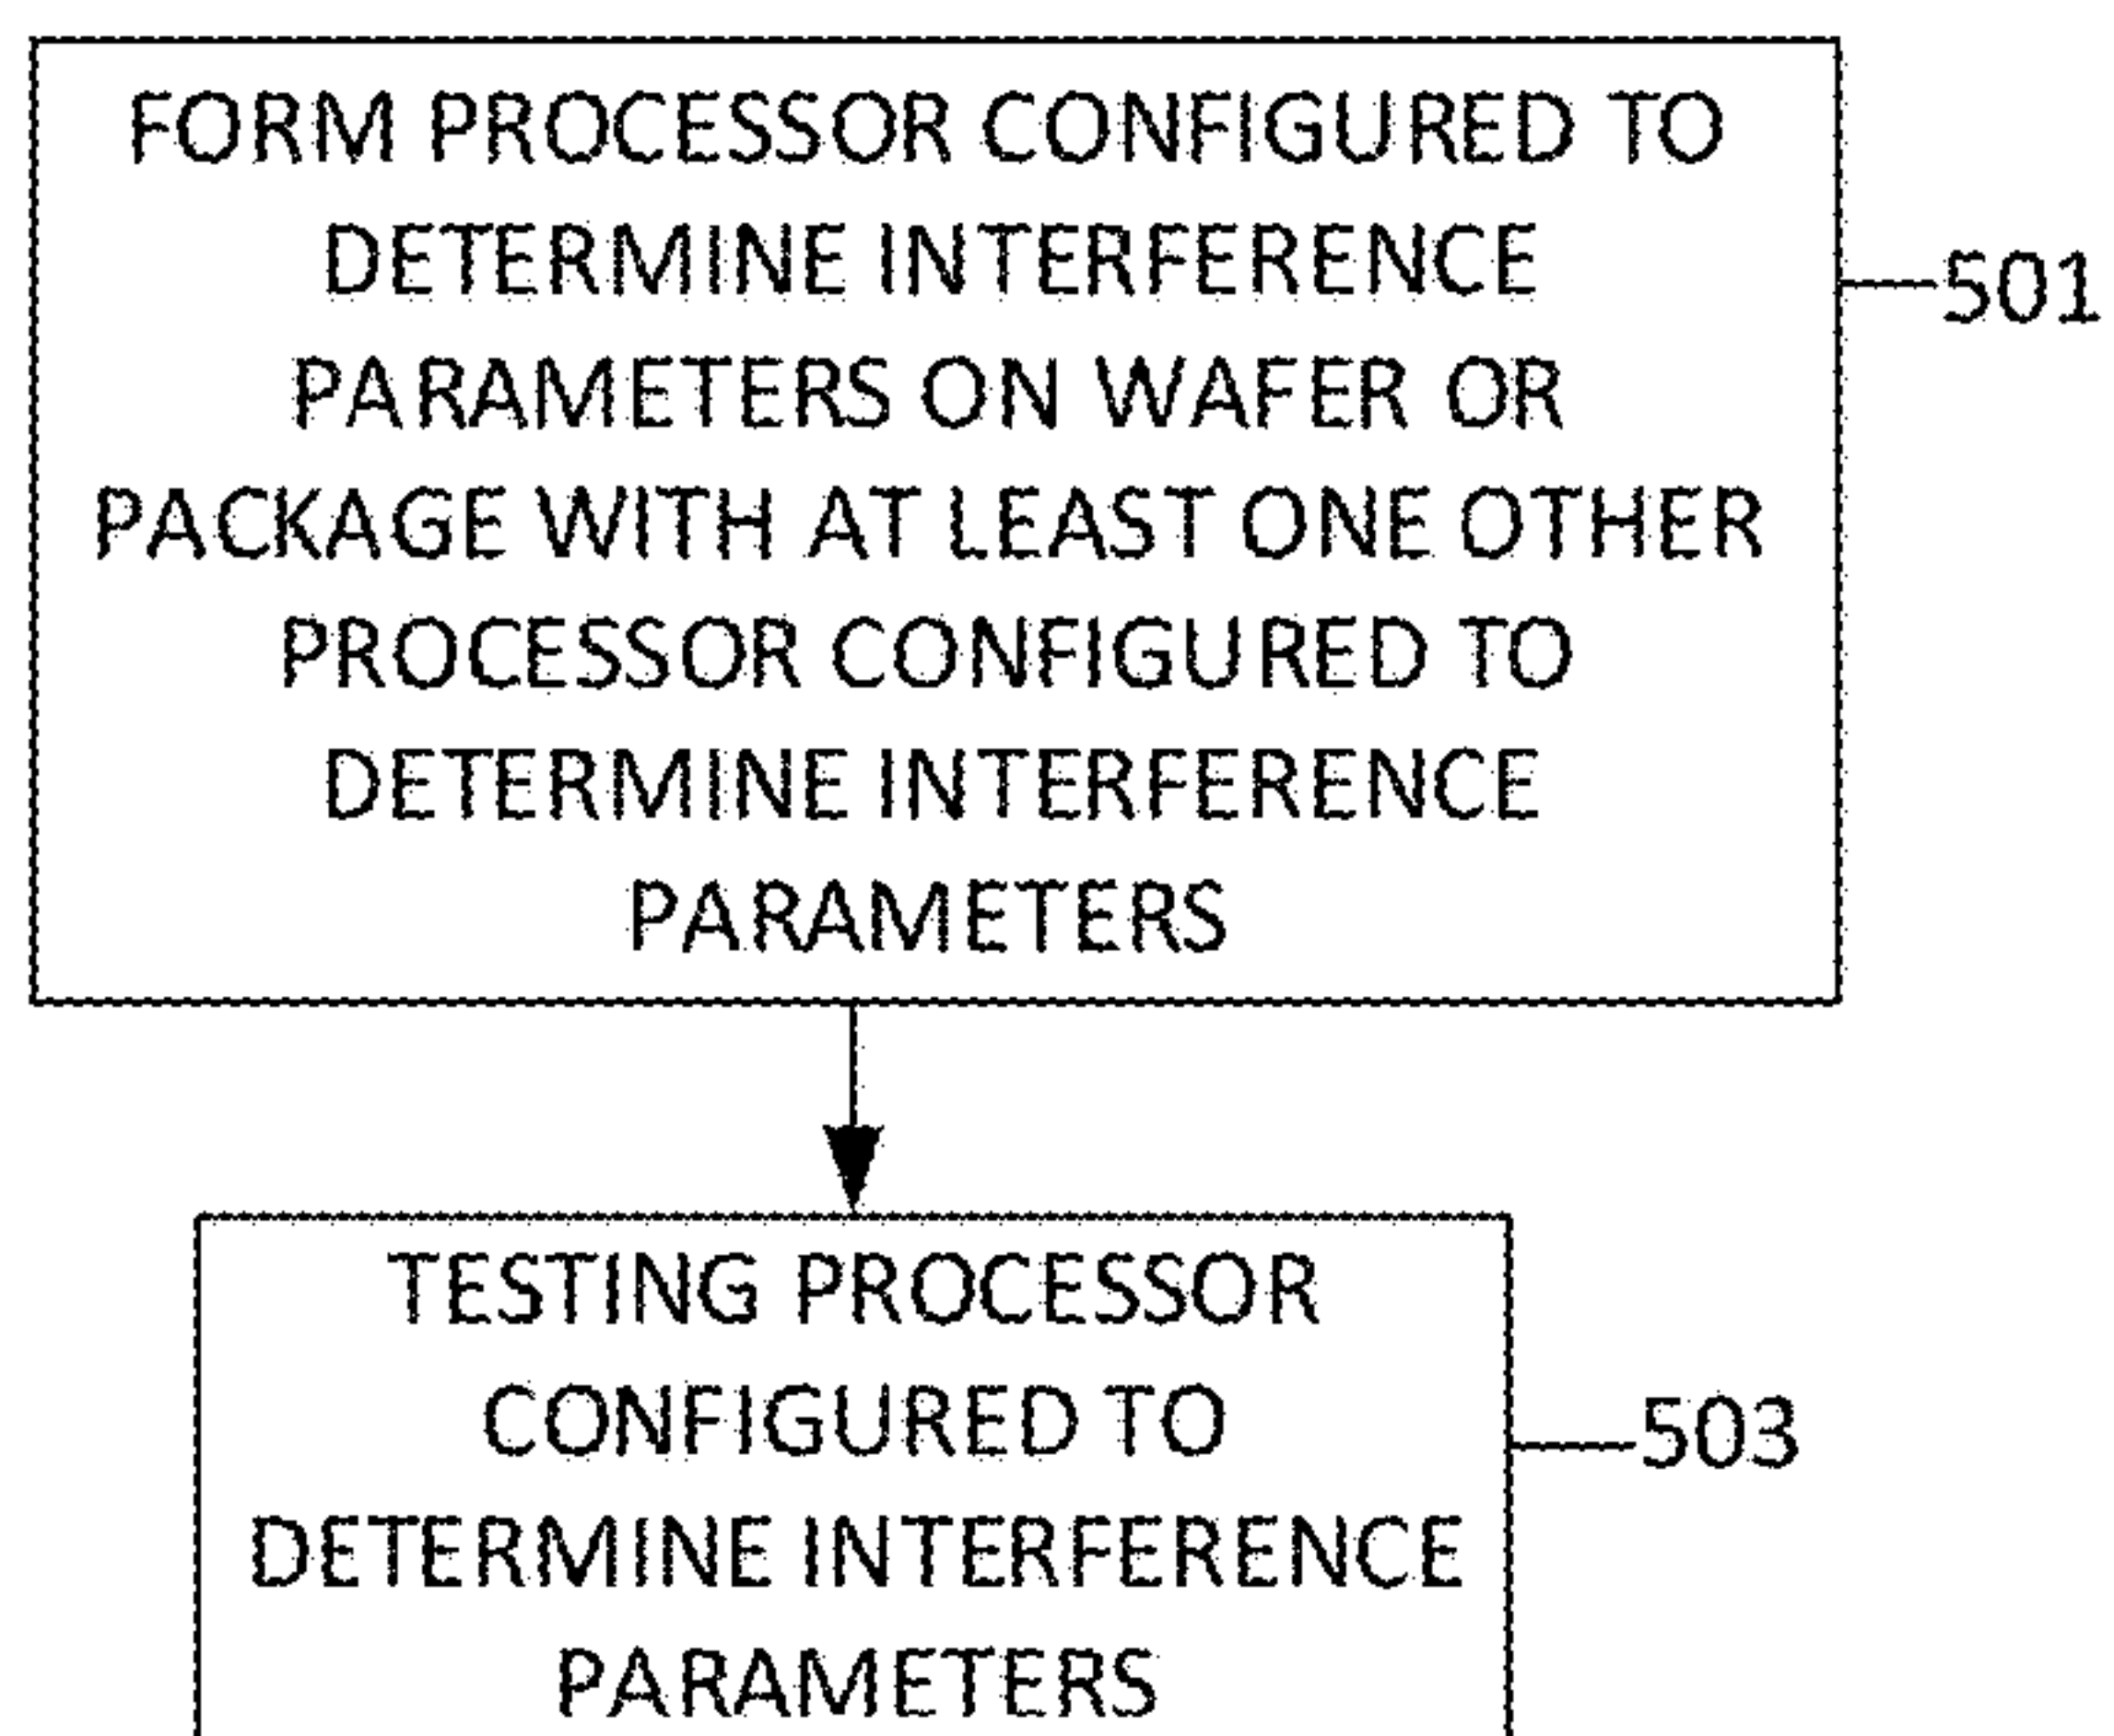 FORM PROCESSOR CONFIGURED TO
DETERMINE INTERFERENCE
PARAMETERS ON WAFER OR
PACKAGE WITH AT LEAST ONE OTHER
PROCESSOR CONFIGURED TO
DETERMINE INTERFERENCE
PARAMETERS
501
TESTING PROCESSOR
CONFIGURED TO
DETERMINE INTERFERENCE
PARAMETERS
503